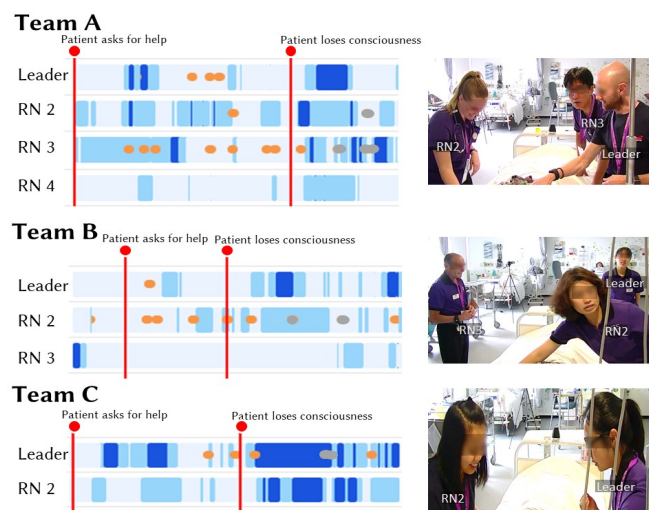 Team A
Patient asks for help
Patient loses consciousness
Leader
RN 2
RN 3
RN 4
RN2
RN3
Leader
Team B
Patient asks for help
Patient loses consciousness
Leader
RN 2
RN 3
RN3
Leader
RN2
Team C
Patient asks for help
Patient loses consciousness
Leader
RN 2
RN2
Leader